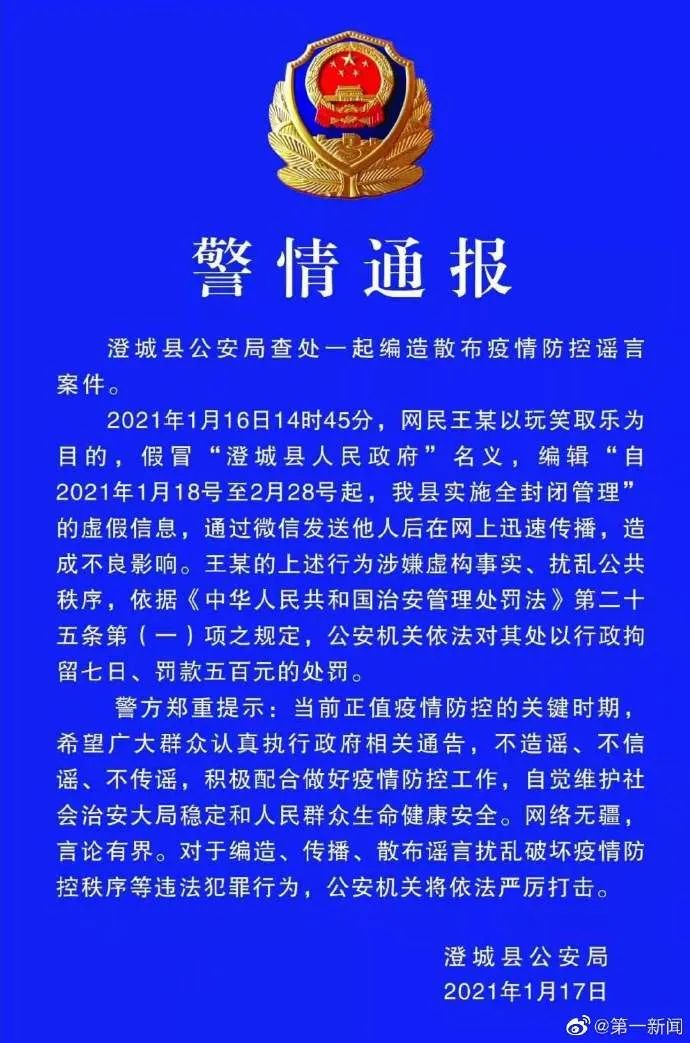 警情通报
澄城县公安局查处一起编造散布疫情防控谣言
案件。
2021年1月16日14时45分，网民王某以玩笑取乐为
目的，假冒“澄城县人民政府”名义，编辑“自
2021年1月18号至2月28号起，我县实施全封闭管理”
的虚假信息，通过微信发送他人后在网上迅速传播，造
成不良影响。王某的上述行为涉嫌虚构事实、扰乱公共
秩序，依据《中华人民共和国治安管理处罚法》第二十
五条第（一）项之规定，公安机关依法对其处以行政拘
留七日、罚款五百元的处罚。
警方郑重提示：当前正值疫情防控的关键时期，
希望广大群众认真执行政府相关通告，不造谣、不信
谣、不传谣，积极配合做好疫情防控工作，自觉维护社
会治安大局稳定和人民群众生命健康安全。网络无疆，
言论有界。对于编造、传播、散布谣言扰乱破坏疫情防
控秩序等违法犯罪行为，公安机关将依法严厉打击。
澄城县公安局
2021年1月17日
@第一新闻